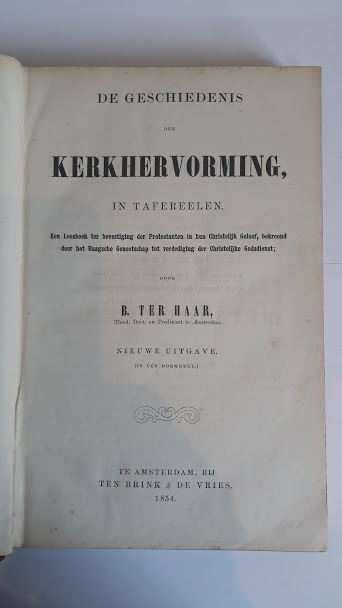 DE GESCHIEDENIS
DER
KERKHERVORMING,
IN TAFEREELEN.
Een Leesboek ter bevestiging der Protestanten in hun Christelijk Geloof, bekroond
door het Haagsche Genootschap tot verdediging der Christelijke Godsdienst;
DOOR
B. TER HAAR,
Theol. Doct. en Predikant te Amsterdam.
NIEUWE UITGAVE.
(IN EÉN BOEKDEEL.)
TE AMSTERDAM, BIJ
TEN BRINK & DE VRIES.
1854.